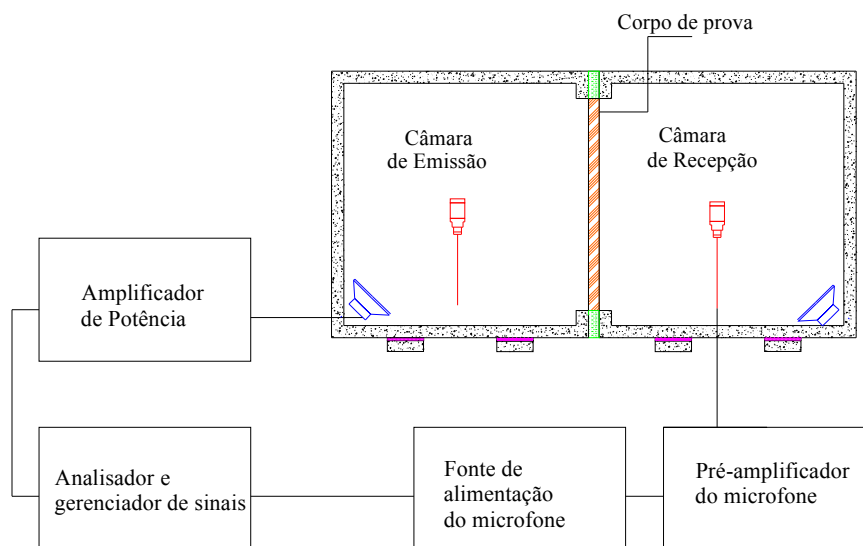 Corpo de prova
Câmara
de Emissão
Câmara
de Recepção
Amplificador
de Potência
Analisador e
gerenciador de sinais
Fonte de
alimentação
do microfone
Pré-amplificador
do microfone